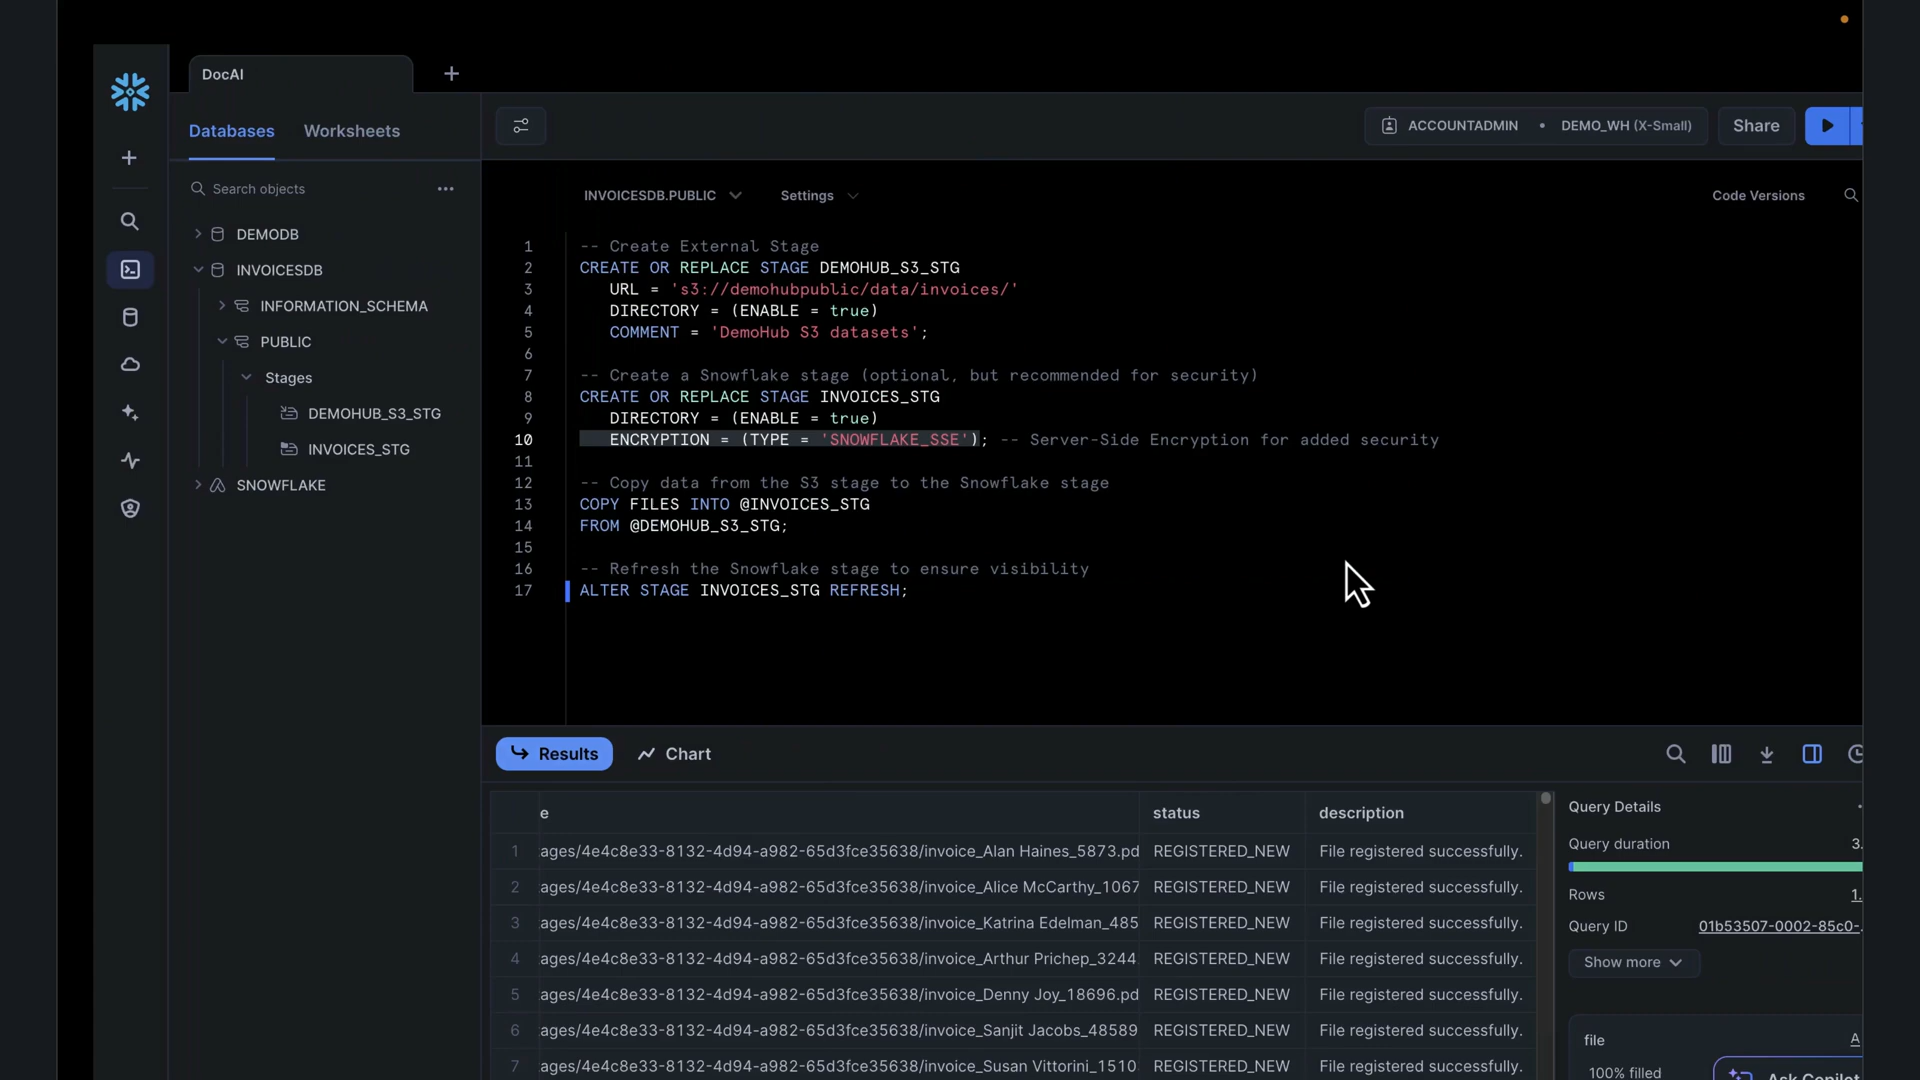 DocAI
Databases
Worksheets
ACCOUNTADMIN • DEMO_WH (X-Small)
Share
Search objects
DEMODB
INVOICESDB
INFORMATION_SCHEMA
PUBLIC
Stages
DEMOHUB_S3_STG
INVOICES_STG
SNOWFLAKE
INVOICESDB.PUBLIC
Settings
Code Versions
1 -- Create External Stage
2 CREATE OR REPLACE STAGE DEMOHUB_S3_STG
3 URL = 's3://demohubpublic/data/invoices/'
4 DIRECTORY = (ENABLE = true)
5 COMMENT = 'DemoHub S3 datasets';
6
7 -- Create a Snowflake stage (optional, but recommended for security)
8 CREATE OR REPLACE STAGE INVOICES_STG
9 DIRECTORY = (ENABLE = true)
10 ENCRYPTION = (TYPE = 'SNOWFLAKE_SSE'); -- Server-Side Encryption for added security
11
12 -- Copy data from the S3 stage to the Snowflake stage
13 COPY FILES INTO @INVOICES_STG
14 FROM @DEMOHUB_S3_STG;
15
16 -- Refresh the Snowflake stage to ensure visibility
17 ALTER STAGE INVOICES_STG REFRESH;
Results
Chart
e status description
1 ages/4e4c8e33-8132-4d94-a982-65d3fce35638/invoice_Alan Haines_5873.pd REGISTERED_NEW File registered successfully.
2 ages/4e4c8e33-8132-4d94-a982-65d3fce35638/invoice_Alice McCarthy_1067 REGISTERED_NEW File registered successfully.
3 ages/4e4c8e33-8132-4d94-a982-65d3fce35638/invoice_Katrina Edelman_485 REGISTERED_NEW File registered successfully.
4 ages/4e4c8e33-8132-4d94-a982-65d3fce35638/invoice_Arthur Prichep_3244 REGISTERED_NEW File registered successfully.
5 ages/4e4c8e33-8132-4d94-a982-65d3fce35638/invoice_Denny Joy_18696.pd REGISTERED_NEW File registered successfully.
6 ages/4e4c8e33-8132-4d94-a982-65d3fce35638/invoice_Sanjit Jacobs_48589 REGISTERED_NEW File registered successfully.
7 ages/4e4c8e33-8132-4d94-a982-65d3fce35638/invoice_Susan Vittorini_1510 REGISTERED_NEW File registered successfully.
Query Details
Query duration 3.
Rows 1.
Query ID 01b53507-0002-85c0-
Show more
file A
100% filled
Ask Copilot